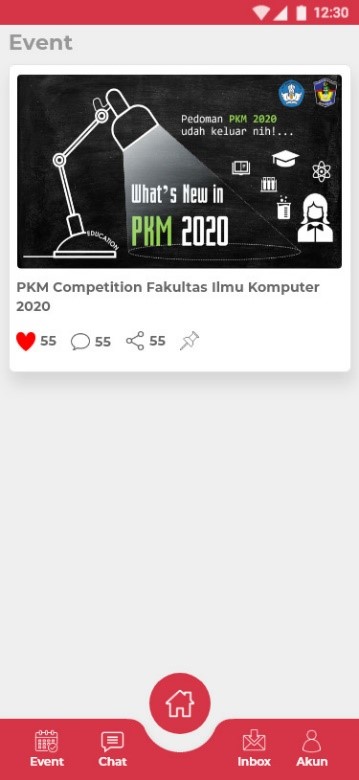 12:30
Event
Pedoman PKM 2020
udah keluar nih!...
What's New in
PKM 2020
EDUCATION
PKM Competition Fakultas Ilmu Komputer
2020
55
55
55
Event
Chat
Inbox
Akun